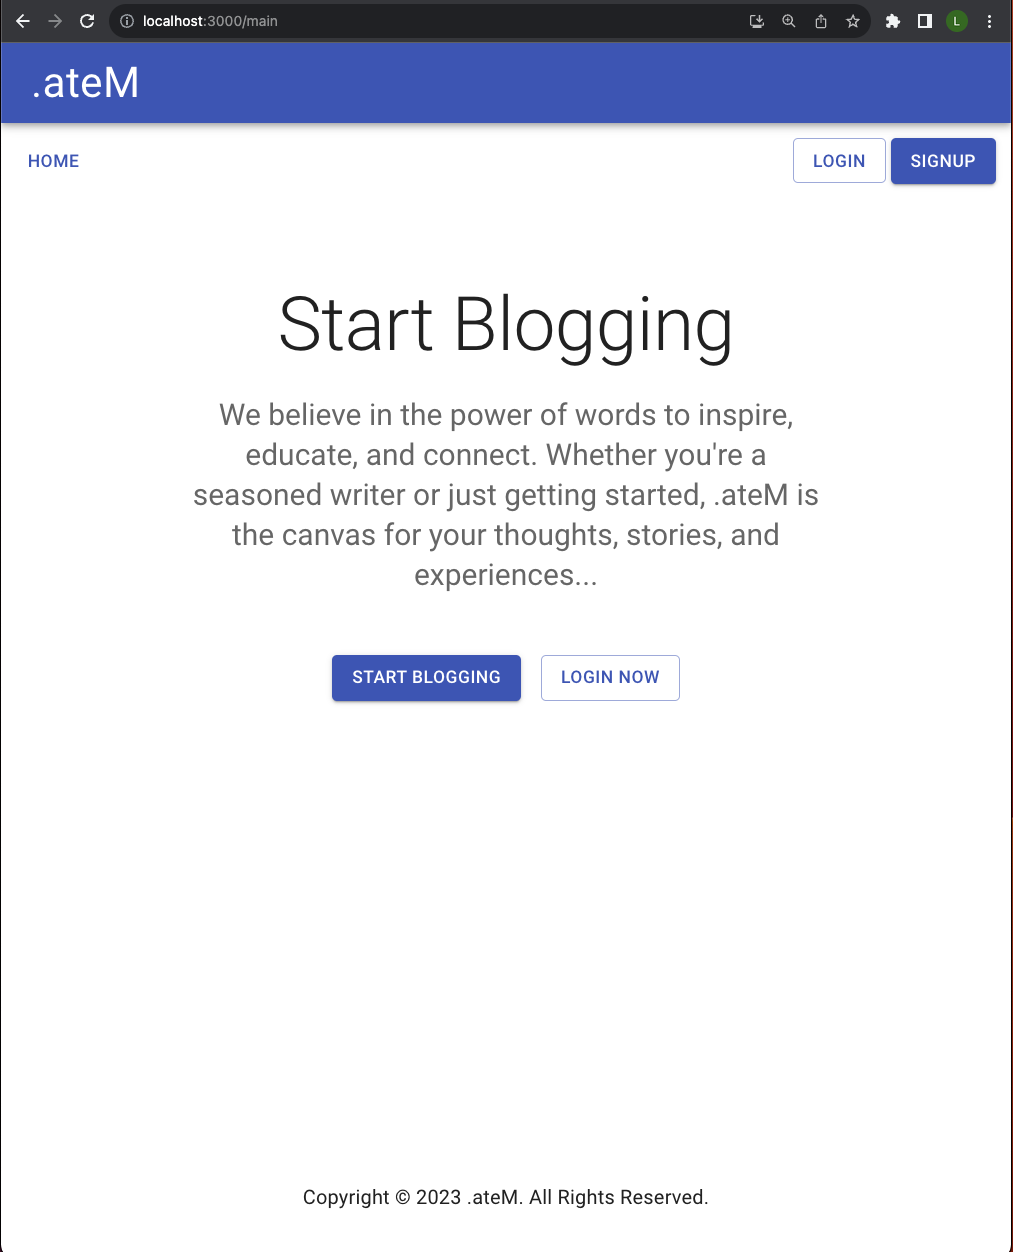 localhost:3000/main
L
.ateM
HOME
LOGIN
SIGNUP
Start Blogging
We believe in the power of words to inspire,
educate, and connect. Whether you're a
seasoned writer or just getting started, .ateM is
the canvas for your thoughts, stories, and
experiences...
START BLOGGING
LOGIN NOW
Copyright © 2023 .ateM. All Rights Reserved.